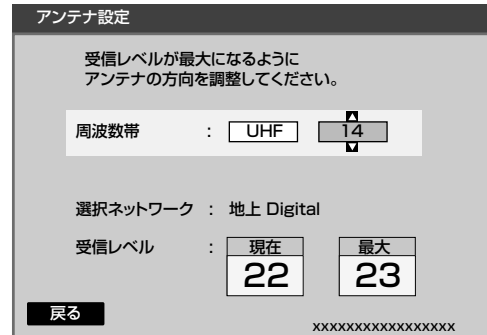 アンテナ設定
受信レベルが最大になるように
アンテナの方向を調整してください。
周波数帯 : UHF 14
選択ネットワーク : 地上 Digital
受信レベル : 現在 最大
22 23
戻る
xxxxxxxxxxxxxxxxx